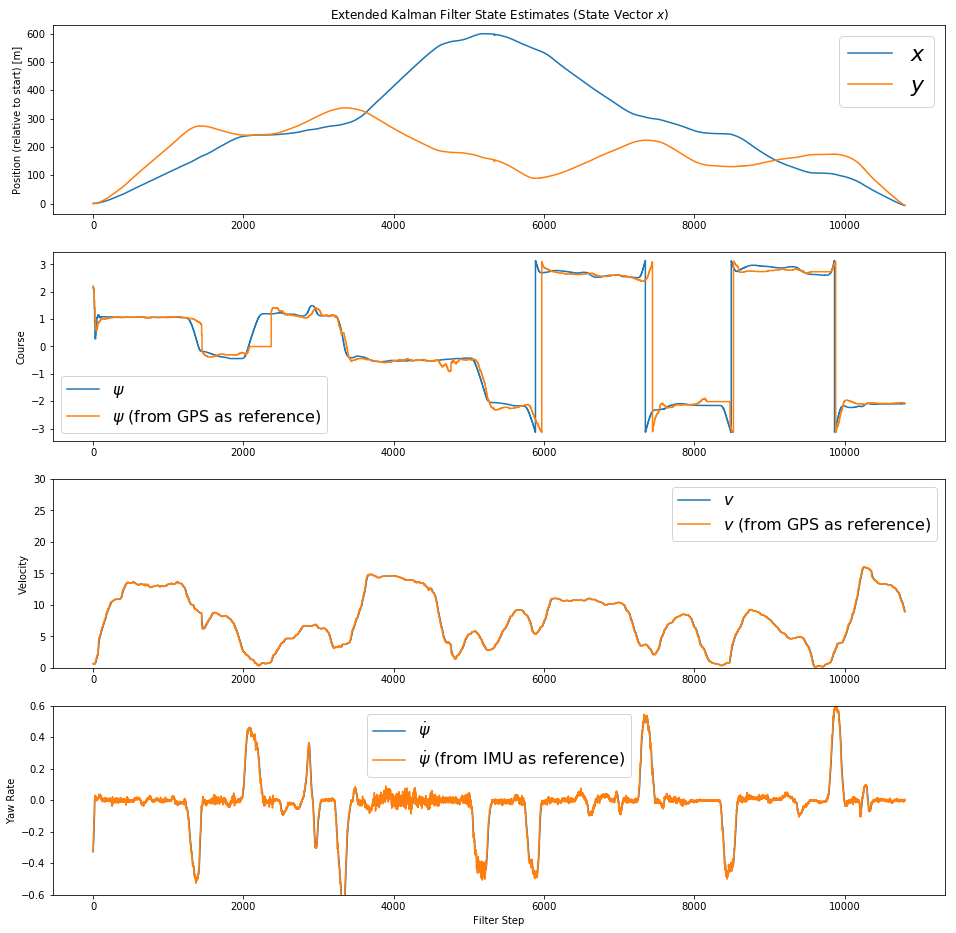 Extended Kalman Filter State Estimates (State Vector x)
Position (relative to start) [m]
600
500
400
300
200
100
0
x
y
0 2000 4000 6000 8000 10000
Course
3
2
1
0
−1
−2
−3
ψ
ψ (from GPS as reference)
0 2000 4000 6000 8000 10000
Velocity
30
25
20
15
10
5
0
v
v (from GPS as reference)
0 2000 4000 6000 8000 10000
Yaw Rate
0.6
0.4
0.2
0.0
−0.2
−0.4
−0.6
ψ̇
ψ̇ (from IMU as reference)
0 2000 4000 6000 8000 10000
Filter Step